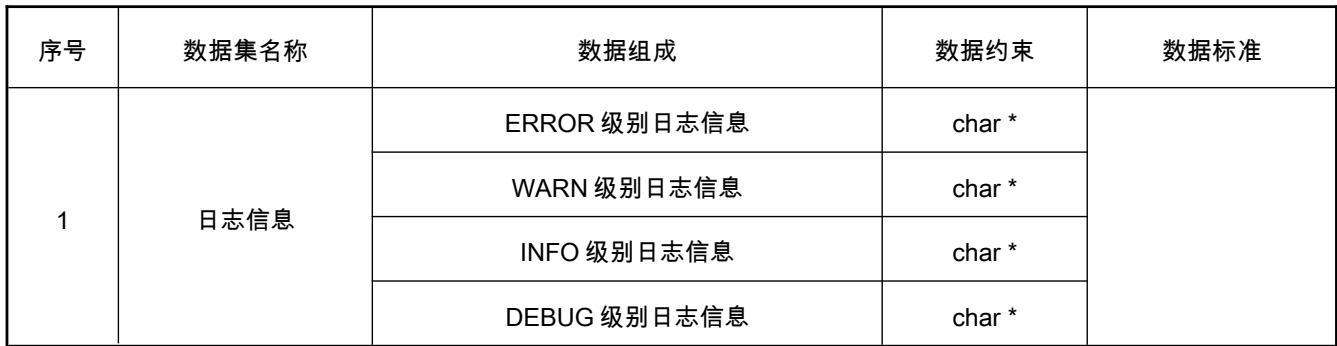 序号 数据集名称 数据组成 数据约束 数据标准
ERROR 级别日志信息 char *
WARN 级别日志信息 char *
1 日志信息
INFO 级别日志信息 char *
DEBUG 级别日志信息 char *